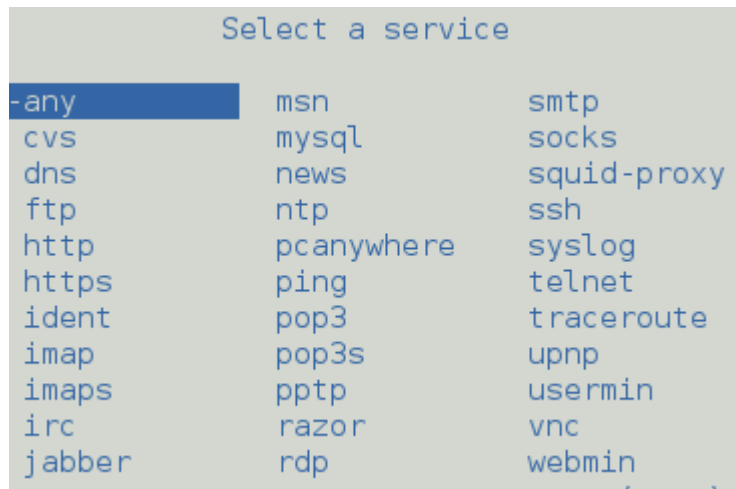 Select a service
-any msn smtp
cvs mysql socks
dns news squid-proxy
ftp ntp ssh
http pcanywhere syslog
https ping telnet
ident pop3 traceroute
imap pop3s upnp
imaps pptp usermin
irc razor vnc
jabber rdp webmin